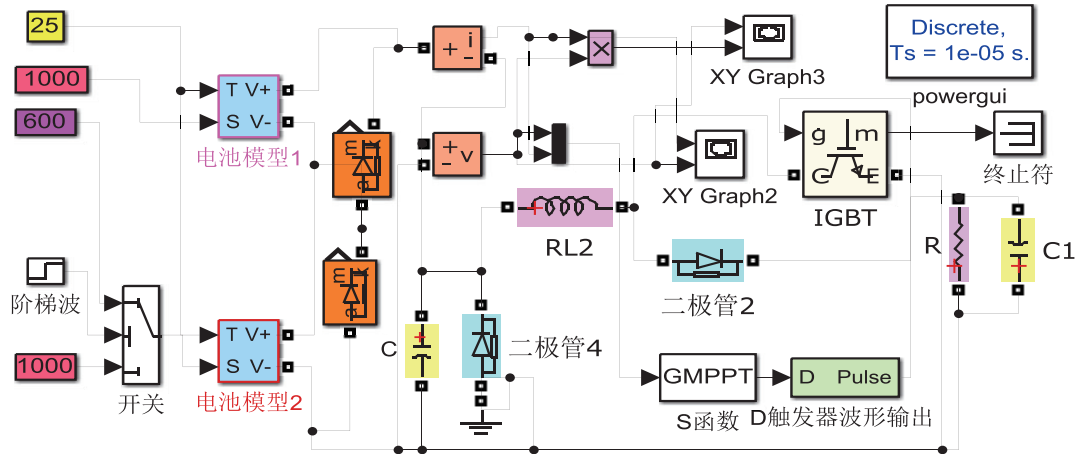 25
1000
600
T V+
S V-
电池模型1
阶梯波
1000
开关
T V+
S V-
电池模型2
m
k
a
m
k
a
+ i
-
+
- v
×
XY Graph3
XY Graph2
Discrete,
Ts = 1e-05 s.
powergui
g m
C E
IGBT
终止符
+
RL2
二极管2
R
+
C1
+
C
+
二极管4
GMPPT
S函数
D Pulse
D触发器波形输出